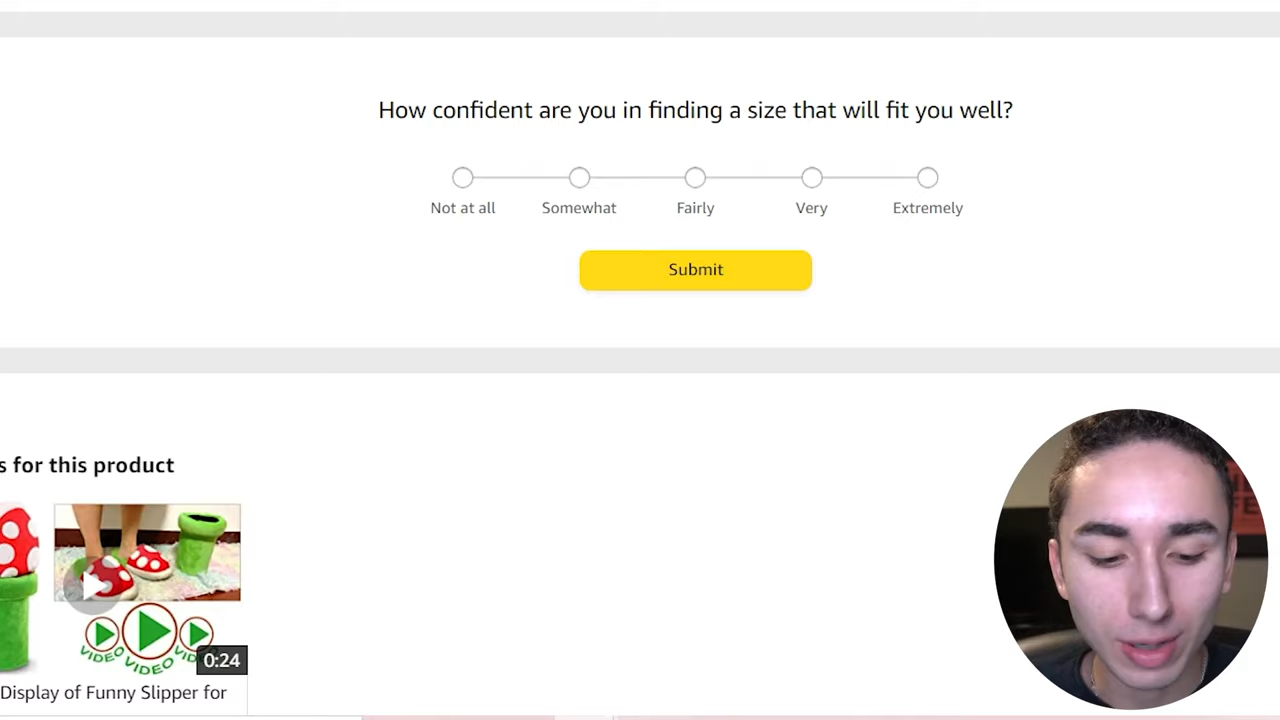 How confident are you in finding a size that will fit you well?
Not at all
Somewhat
Fairly
Very
Extremely
Submit
s for this product
VIDEO
VIDEO
0:24
Display of Funny Slipper for